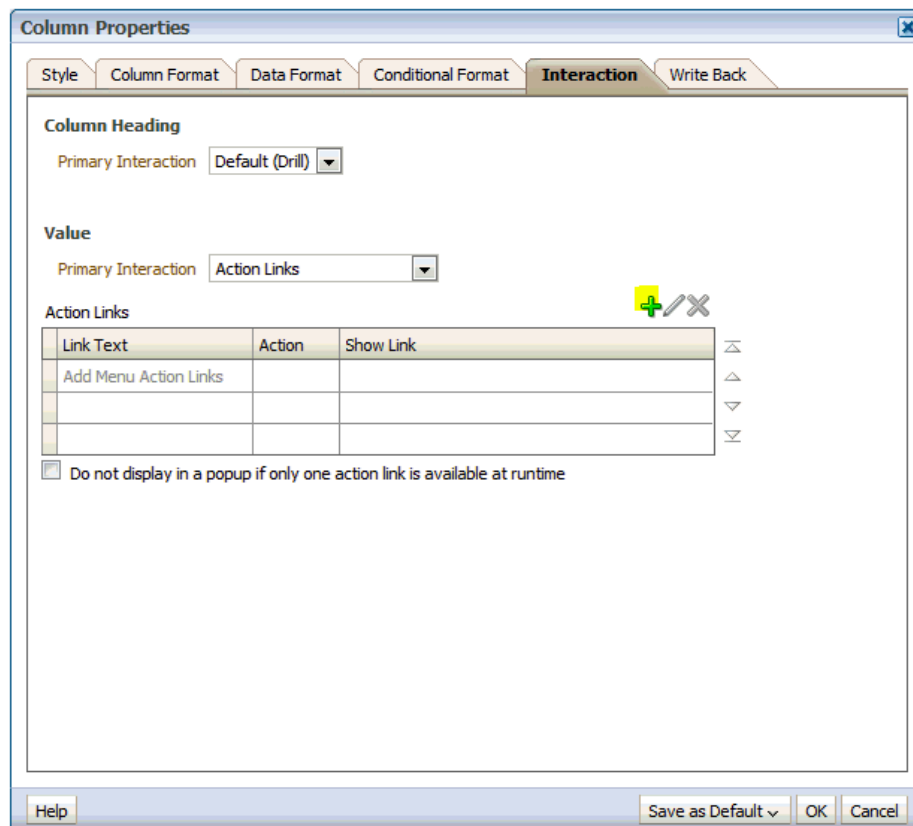 Column Properties
Style Column Format Data Format Conditional Format Interaction Write Back
Column Heading
Primary Interaction Default (Drill)
Value
Primary Interaction Action Links
Action Links
Link Text Action Show Link
Add Menu Action Links
Do not display in a popup if only one action link is available at runtime
Help Save as Default OK Cancel